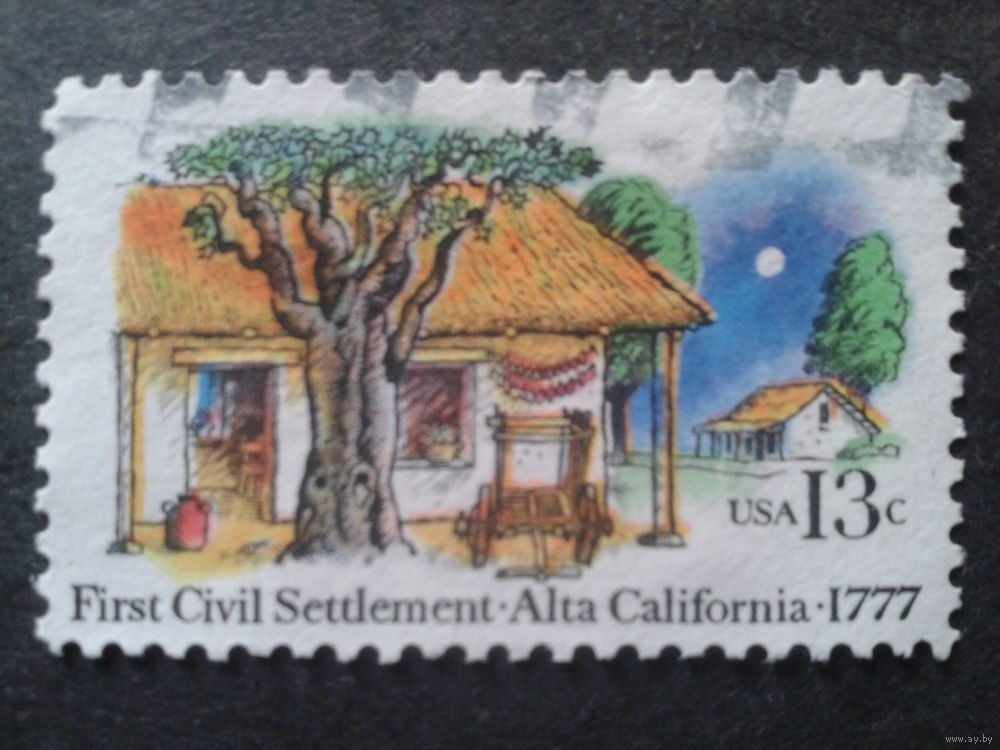 USA 13c
First Civil Settlement·Alta California·1777
www.ay.by